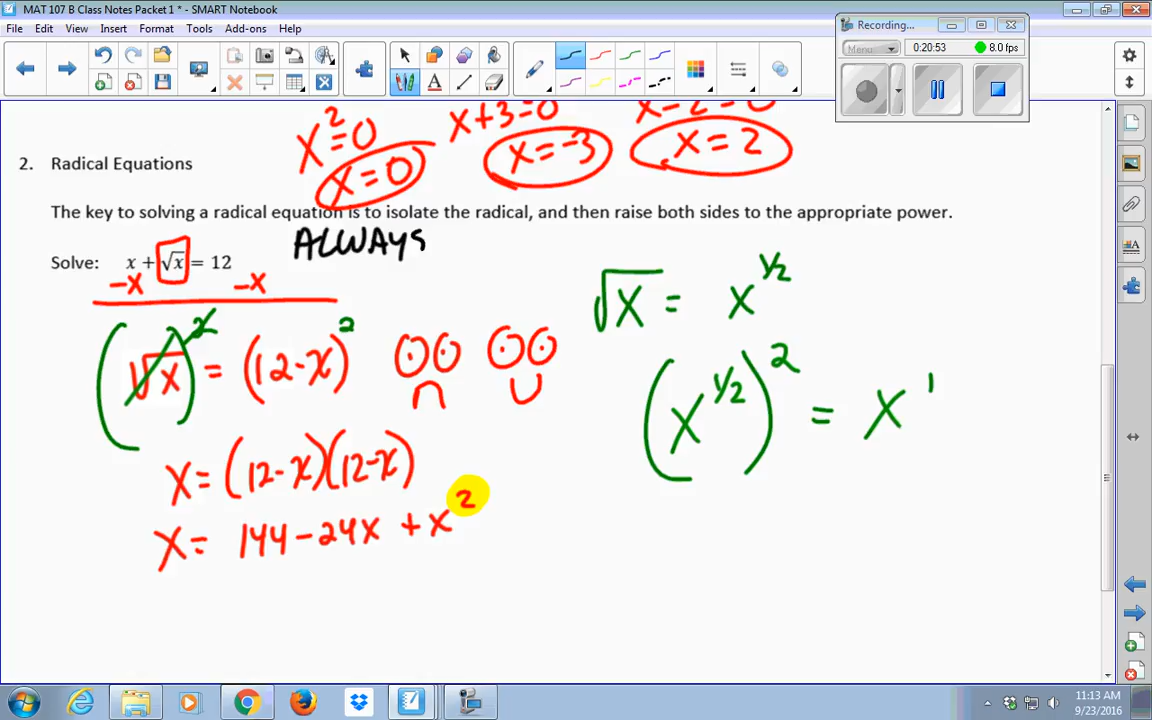 MAT 107 B Class Notes Packet 1 * - SMART Notebook
File Edit View Insert Format Tools Add-ons Help
Recording...
Menu 0:20:53 8.0 fps
x²=0 x+3=0 x-2=0
x=0 x=-3 x=2
2. Radical Equations
The key to solving a radical equation is to isolate the radical, and then raise both sides to the appropriate power.
ALWAYS
Solve: x + √x = 12
-x -x
(√x)² = (12-x)²
x = (12-x)(12-x)
x = 144-24x+x²
√x = x^1/2
(x^1/2)² = x^1
11:13 AM
9/23/2016